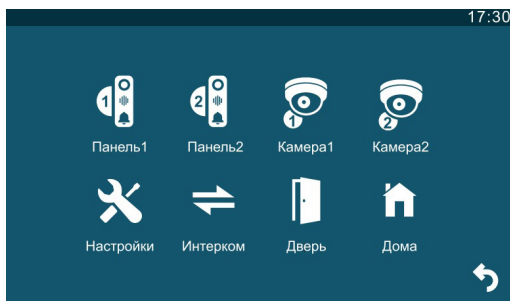 17:30
1
2
1
2
Панель1
Панель2
Камера1
Камера2
Настройки
Интерком
Дверь
Дома